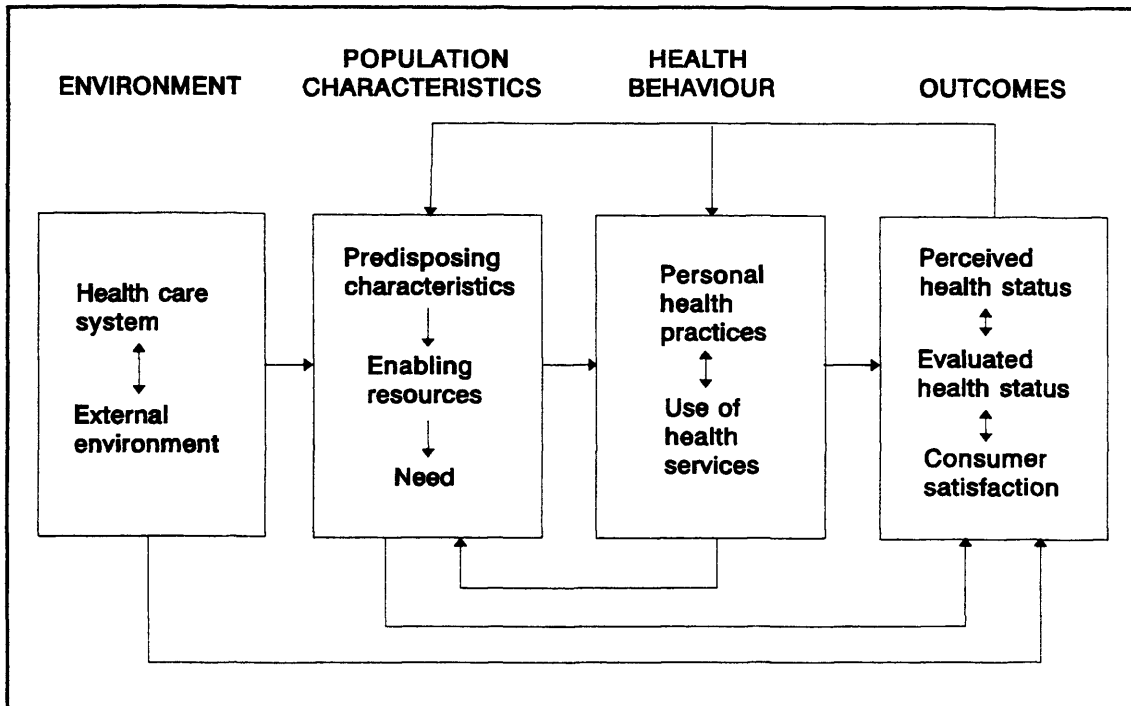 ENVIRONMENT
POPULATION
CHARACTERISTICS
HEALTH
BEHAVIOUR
OUTCOMES
Health care
system
External
environment
Predisposing
characteristics
Enabling
resources
Need
Personal
health
practices
Use of
health
services
Perceived
health status
Evaluated
health status
Consumer
satisfaction